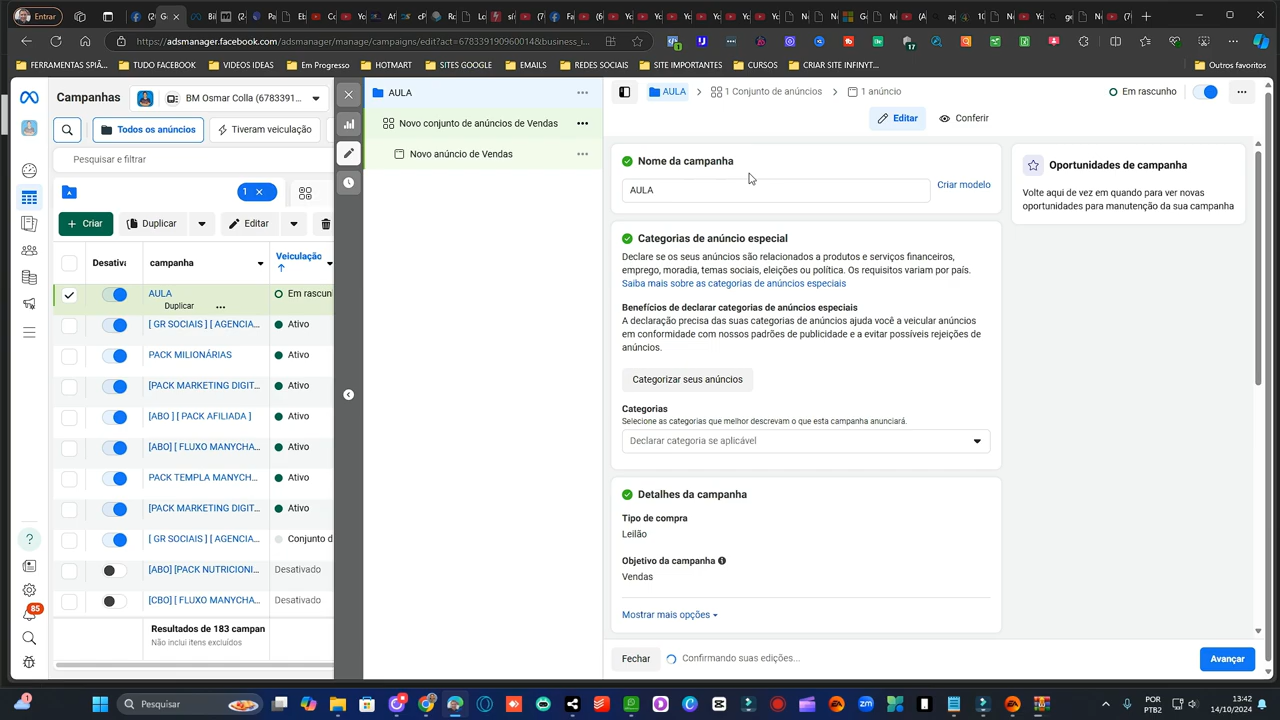 Entrar
https://adsmanager.facebook.com/adsmanager/manage/campaigns/edit?act=678339190960014&business_i...
FERRAMENTAS SPIÃ...
TUDO FACEBOOK
VIDEOS IDEAS
Em Progresso
HOTMART
SITES GOOGLE
EMAILS
REDES SOCIAIS
SITE IMPORTANTES
CURSOS
CRIAR SITE INFINYT...
Outros favoritos
Campanhas
BM Osmar Colla (6783391...
Todos os anúncios
Tiveram veiculação
Pesquisar e filtrar
1
Criar
Duplicar
Editar
Desativa
campanha
Veiculação
AULA
Em rascun
Duplicar
[ GR SOCIAIS ] [ AGENCIA...
Ativo
PACK MILIONÁRIAS
Ativo
[PACK MARKETING DIGIT...
Ativo
[ABO ] [ PACK AFILIADA ]
Ativo
[ABO] [ FLUXO MANYCHA...
Ativo
PACK TEMPLA MANYCH...
Ativo
[PACK MARKETING DIGIT...
Ativo
[ GR SOCIAIS ] [ AGENCIA...
Conjunto d
[ABO] [PACK NUTRICIONI...
Desativado
[CBO] [ FLUXO MANYCHA...
Desativado
Resultados de 183 campan
Não inclui itens excluídos
85
AULA
Novo conjunto de anúncios de Vendas
Novo anúncio de Vendas
AULA
1 Conjunto de anúncios
1 anúncio
Em rascunho
Editar
Conferir
Nome da campanha
AULA
Criar modelo
Categorias de anúncio especial
Declare se os seus anúncios são relacionados a produtos e serviços financeiros,
emprego, moradia, temas sociais, eleições ou política. Os requisitos variam por país.
Saiba mais sobre as categorias de anúncios especiais
Benefícios de declarar categorias de anúncios especiais
A declaração precisa das suas categorias de anúncios ajuda você a veicular anúncios
em conformidade com nossos padrões de publicidade e a evitar possíveis rejeições de
anúncios.
Categorizar seus anúncios
Categorias
Selecione as categorias que melhor descrevam o que esta campanha anunciará.
Declarar categoria se aplicável
Detalhes da campanha
Tipo de compra
Leilão
Objetivo da campanha
Vendas
Mostrar mais opções
Fechar
Confirmando suas edições...
Avançar
Oportunidades de campanha
Volte aqui de vez em quando para ver novas
oportunidades para manutenção da sua campanha
Pesquisar
POR
PTB2
13:42
14/10/2024